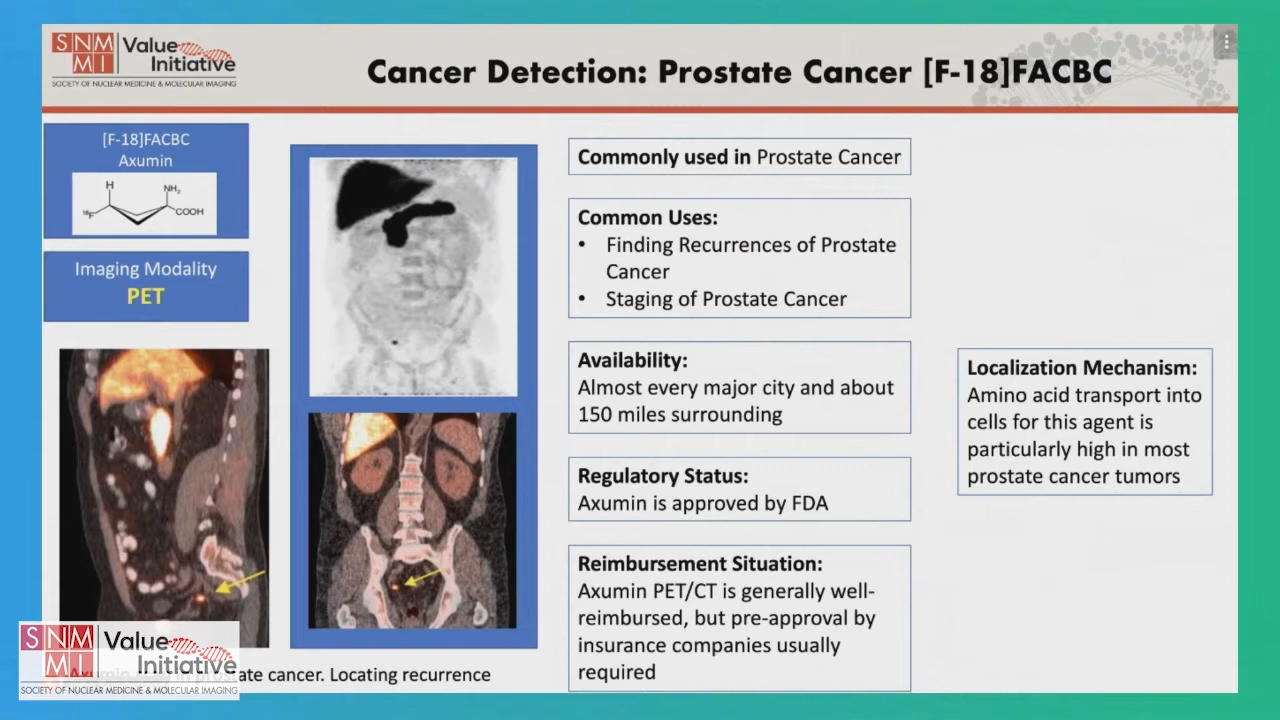 SNM
MI
Value
Initiative
SOCIETY OF NUCLEAR MEDICINE & MOLECULAR IMAGING
Cancer Detection: Prostate Cancer [F-18]FACBC
[F-18]FACBC
Axumin
H
NH2
18F
COOH
Imaging Modality
PET
Commonly used in Prostate Cancer
Common Uses:
• Finding Recurrences of Prostate
Cancer
• Staging of Prostate Cancer
Availability:
Almost every major city and about
150 miles surrounding
Regulatory Status:
Axumin is approved by FDA
Reimbursement Situation:
Axumin PET/CT is generally well-
reimbursed, but pre-approval by
insurance companies usually
required
Localization Mechanism:
Amino acid transport into
cells for this agent is
particularly high in most
prostate cancer tumors
SNM
MI
Value
Initiative
SOCIETY OF NUCLEAR MEDICINE & MOLECULAR IMAGING
Axumin in prostate cancer. Locating recurrence